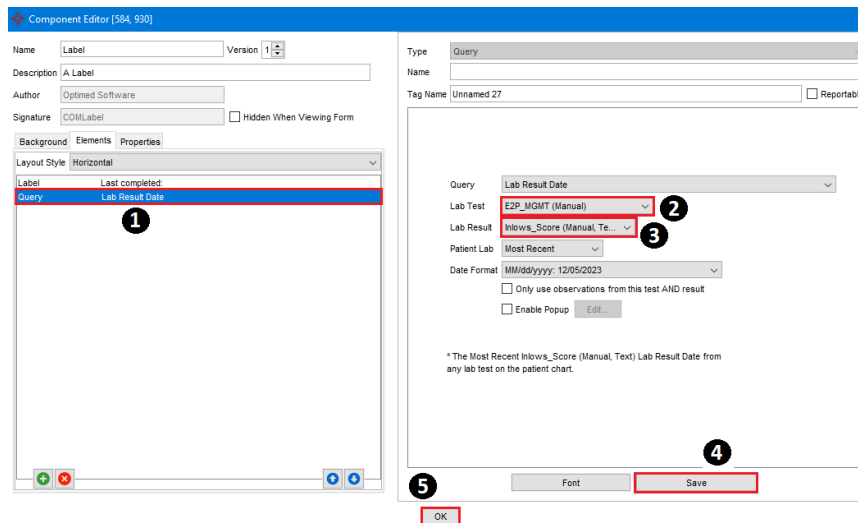 Component Editor [584, 930]
Name Label Version 1
Description A Label
Author Optimed Software
Signature COMLabel Hidden When Viewing Form
Background Elements Properties
Layout Style Horizontal
Label Last completed:
Query Lab Result Date
1
Type Query
Name
Tag Name Unnamed 27 Reportabl
Query Lab Result Date
Lab Test E2P_MGMT (Manual) 2
Lab Result Inlows_Score (Manual, Te... 3
Patient Lab Most Recent
Date Format MM/dd/yyyy: 12/05/2023
Only use observations from this test AND result
Enable Popup Edit...
* The Most Recent Inlows_Score (Manual, Text) Lab Result Date from
any lab test on the patient chart.
4
Font Save
5
OK